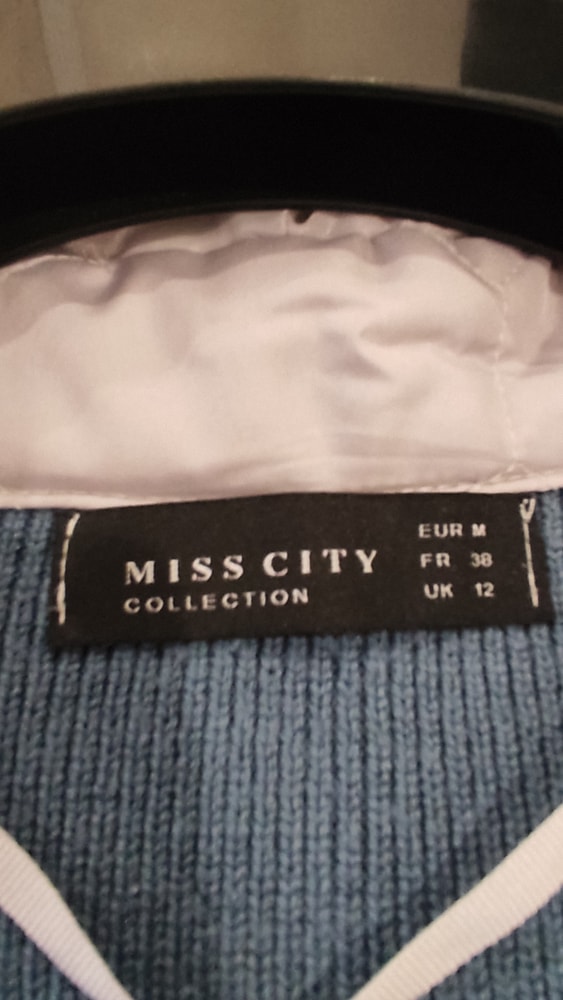 MISS CITY
COLLECTION
EUR M
FR 38
UK 12